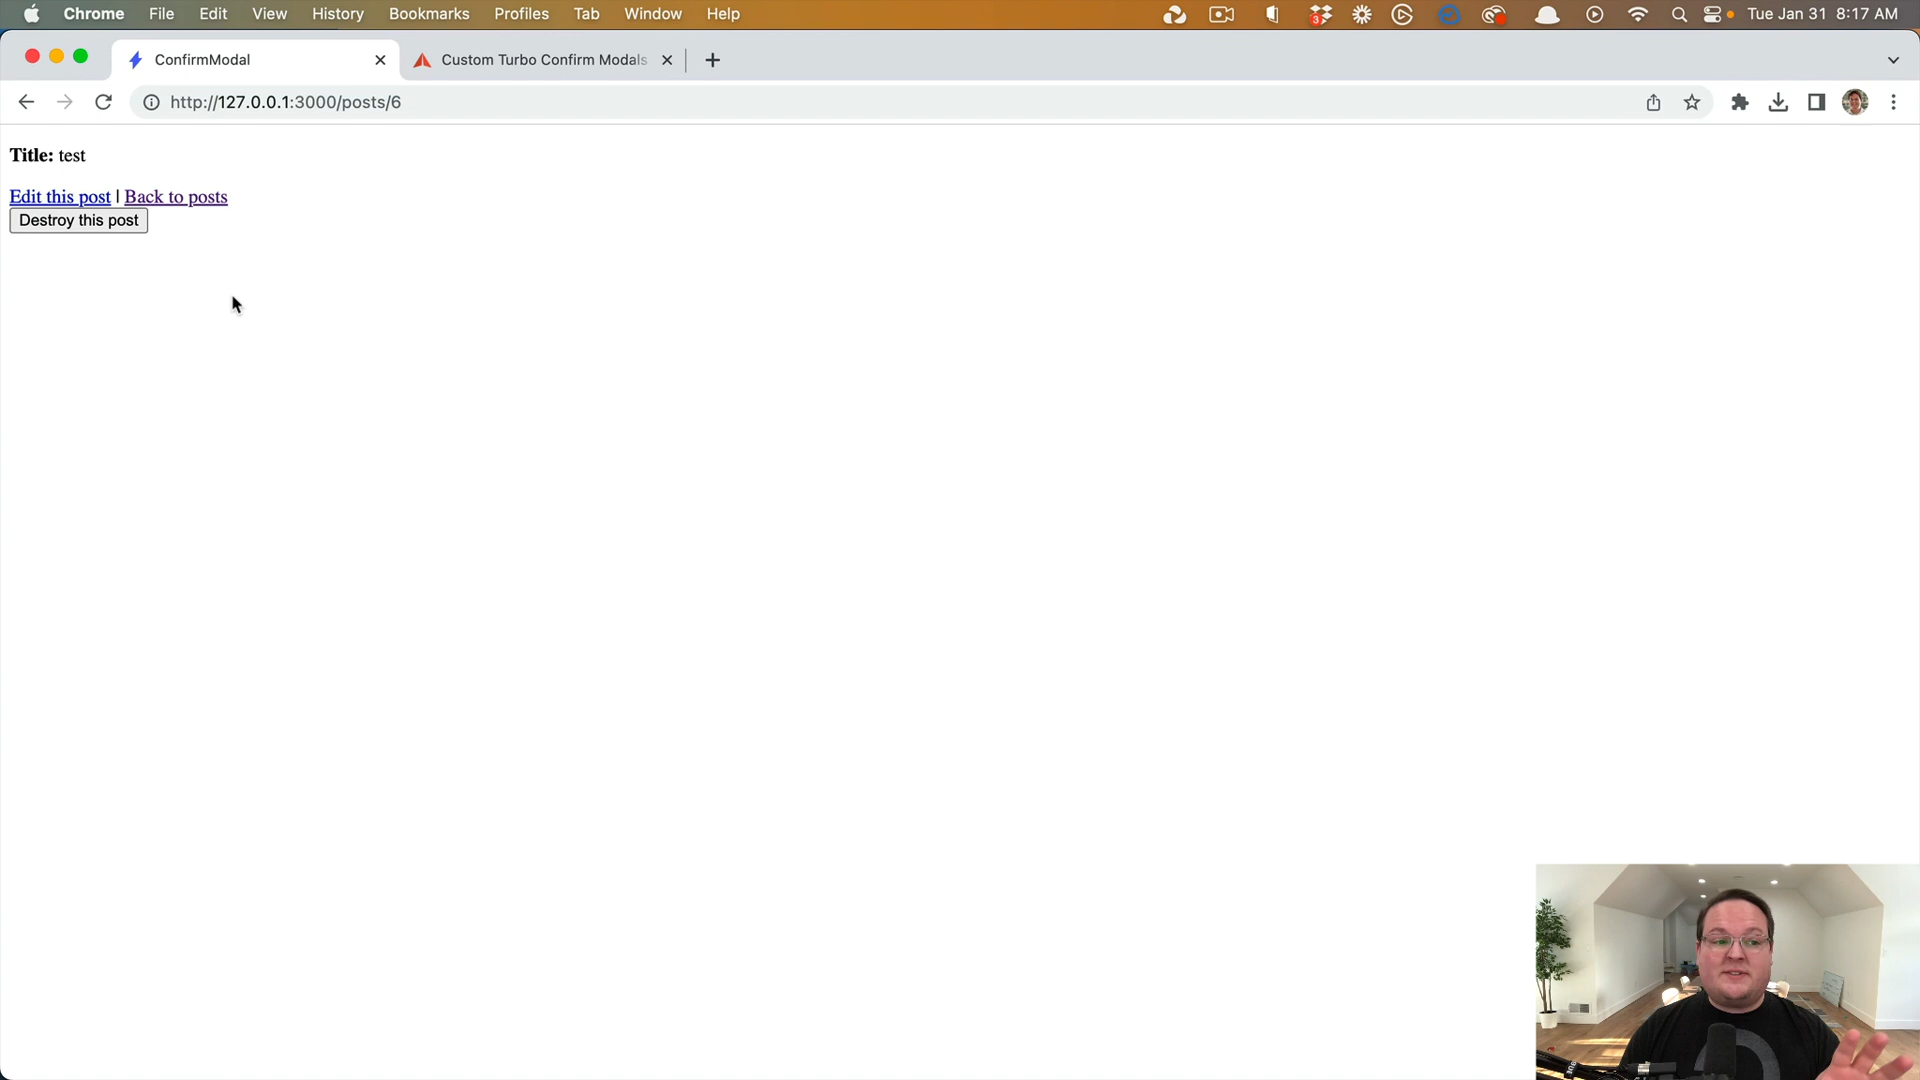 Chrome File Edit View History Bookmarks Profiles Tab Window Help 3 Tue Jan 31 8:17 AM
ConfirmModal Custom Turbo Confirm Modals
http://127.0.0.1:3000/posts/6
Title: test
Edit this post | Back to posts
Destroy this post